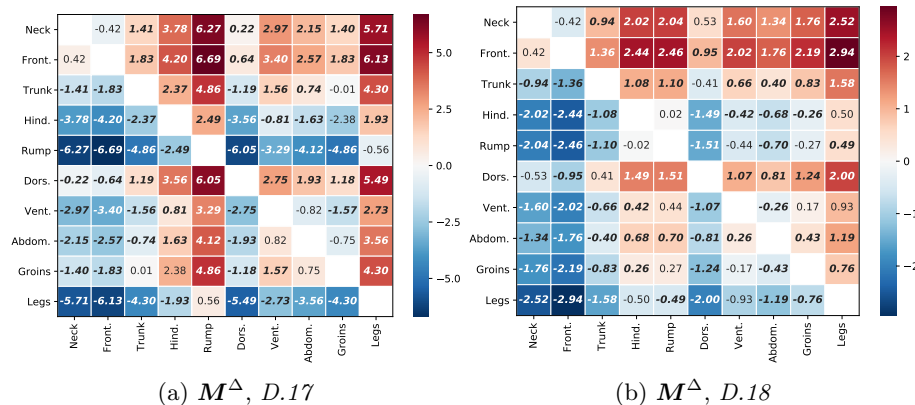 Neck -0.42 1.41 3.78 6.27 0.22 2.97 2.15 1.40 5.71
Front. 0.42 1.83 4.20 6.69 0.64 3.40 2.57 1.83 6.13
Trunk -1.41 -1.83 2.37 4.86 -1.19 1.56 0.74 -0.01 4.30
Hind. -3.78 -4.20 -2.37 2.49 -3.56 -0.81 -1.63 -2.38 1.93
Rump -6.27 -6.69 -4.86 -2.49 -6.05 -3.29 -4.12 -4.86 -0.56
Dors. -0.22 -0.64 1.19 3.56 6.05 2.75 1.93 1.18 5.49
Vent. -2.97 -3.40 -1.56 0.81 3.29 -2.75 -0.82 -1.57 2.73
Abdom. -2.15 -2.57 -0.74 1.63 4.12 -1.93 0.82 -0.75 3.56
Groins -1.40 -1.83 0.01 2.38 4.86 -1.18 1.57 0.75 4.30
Legs -5.71 -6.13 -4.30 -1.93 0.56 -5.49 -2.73 -3.56 -4.30
Neck Front. Trunk Hind. Rump Dors. Vent. Abdom. Groins Legs
5.0
2.5
0.0
−2.5
−5.0
(a) M^Δ, D.17
Neck -0.42 0.94 2.02 2.04 0.53 1.60 1.34 1.76 2.52
Front. 0.42 1.36 2.44 2.46 0.95 2.02 1.76 2.19 2.94
Trunk -0.94 -1.36 1.08 1.10 -0.41 0.66 0.40 0.83 1.58
Hind. -2.02 -2.44 -1.08 0.02 -1.49 -0.42 -0.68 -0.26 0.50
Rump -2.04 -2.46 -1.10 -0.02 -1.51 -0.44 -0.70 -0.27 0.49
Dors. -0.53 -0.95 0.41 1.49 1.51 1.07 0.81 1.24 2.00
Vent. -1.60 -2.02 -0.66 0.42 0.44 -1.07 -0.26 0.17 0.93
Abdom. -1.34 -1.76 -0.40 0.68 0.70 -0.81 0.26 0.43 1.19
Groins -1.76 -2.19 -0.83 0.26 0.27 -1.24 -0.17 -0.43 0.76
Legs -2.52 -2.94 -1.58 -0.50 -0.49 -2.00 -0.93 -1.19 -0.76
Neck Front. Trunk Hind. Rump Dors. Vent. Abdom. Groins Legs
2
1
0
−1
−2
(b) M^Δ, D.18